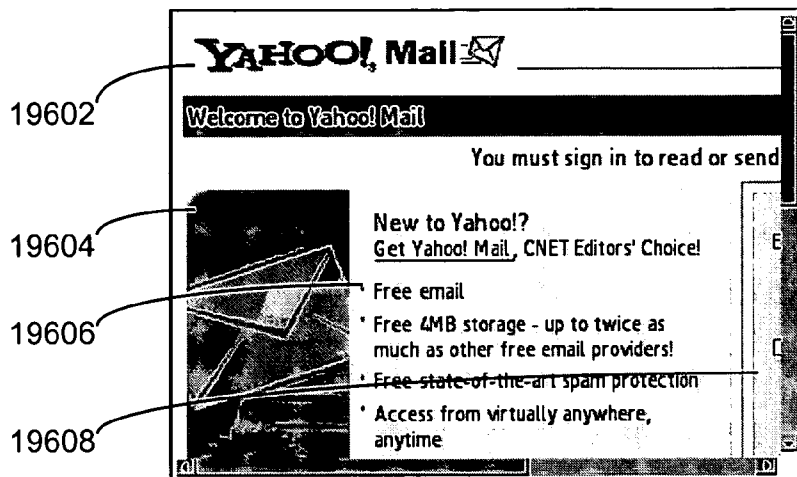 YAHOO! Mail
19602
Welcome to Yahoo! Mail
You must sign in to read or send
19604
New to Yahoo!?
Get Yahoo! Mail, CNET Editors' Choice!
19606
• Free email
• Free 4MB storage - up to twice as
much as other free email providers!
19608
• Free state-of-the-art spam protection
• Access from virtually anywhere,
anytime